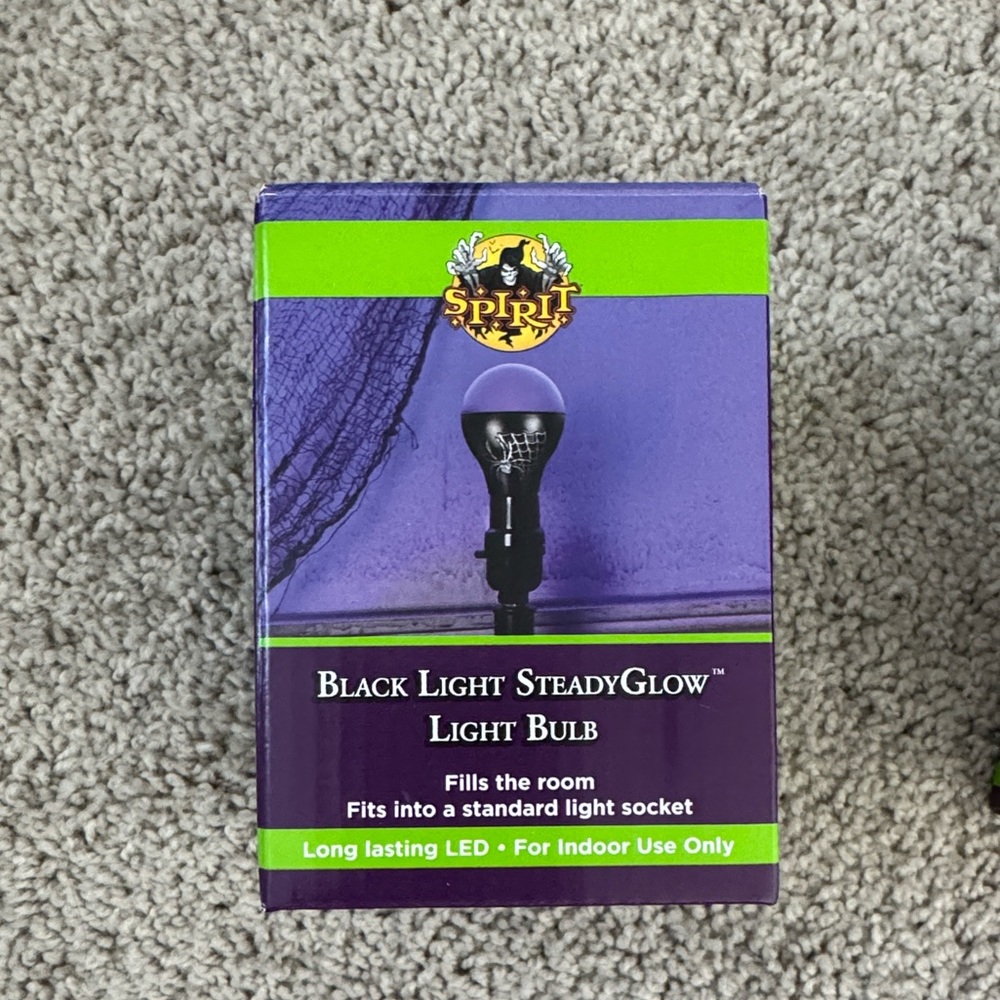 SPIRIT
BLACK LIGHT STEADYGLOW™
LIGHT BULB
Fills the room
Fits into a standard light socket
Long lasting LED • For Indoor Use Only